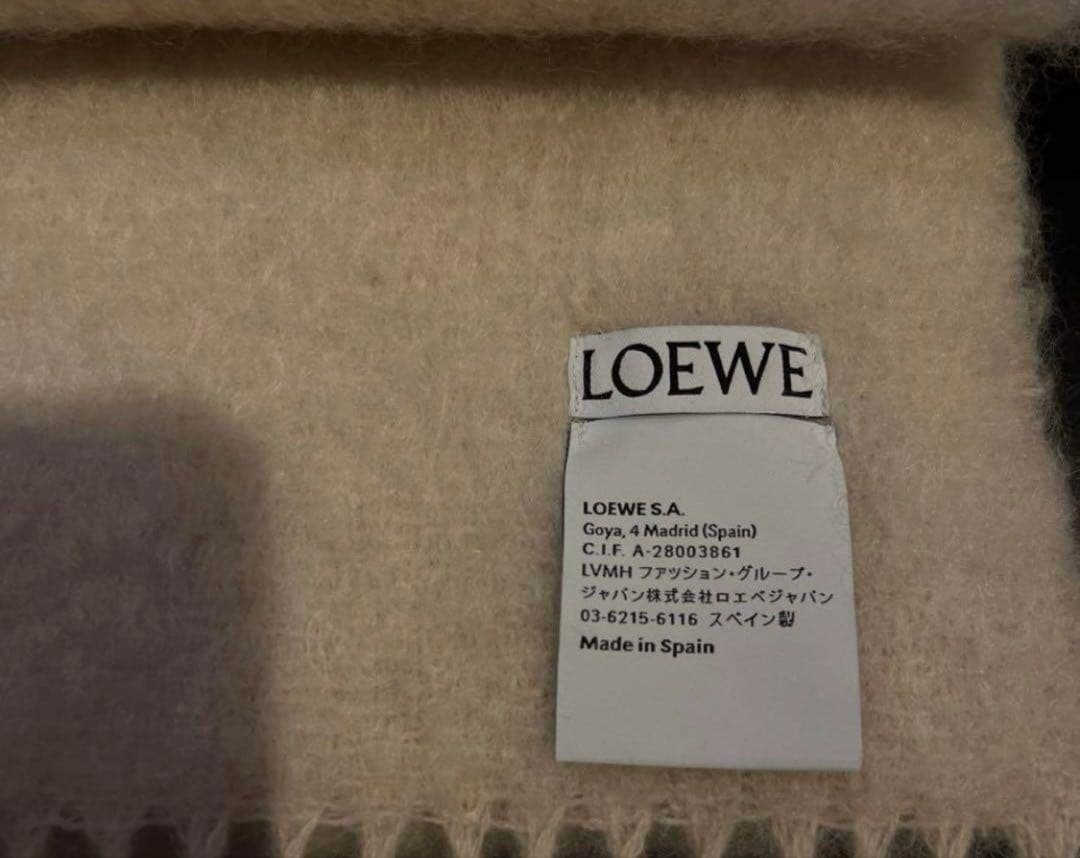 LOEWE
LOEWE S.A.
Goya, 4 Madrid (Spain)
C.I.F. A-28003861
LVMH ファッション・グループ・
ジャパン株式会社ロエベジャパン
03-6215-6116 スペイン製
Made in Spain